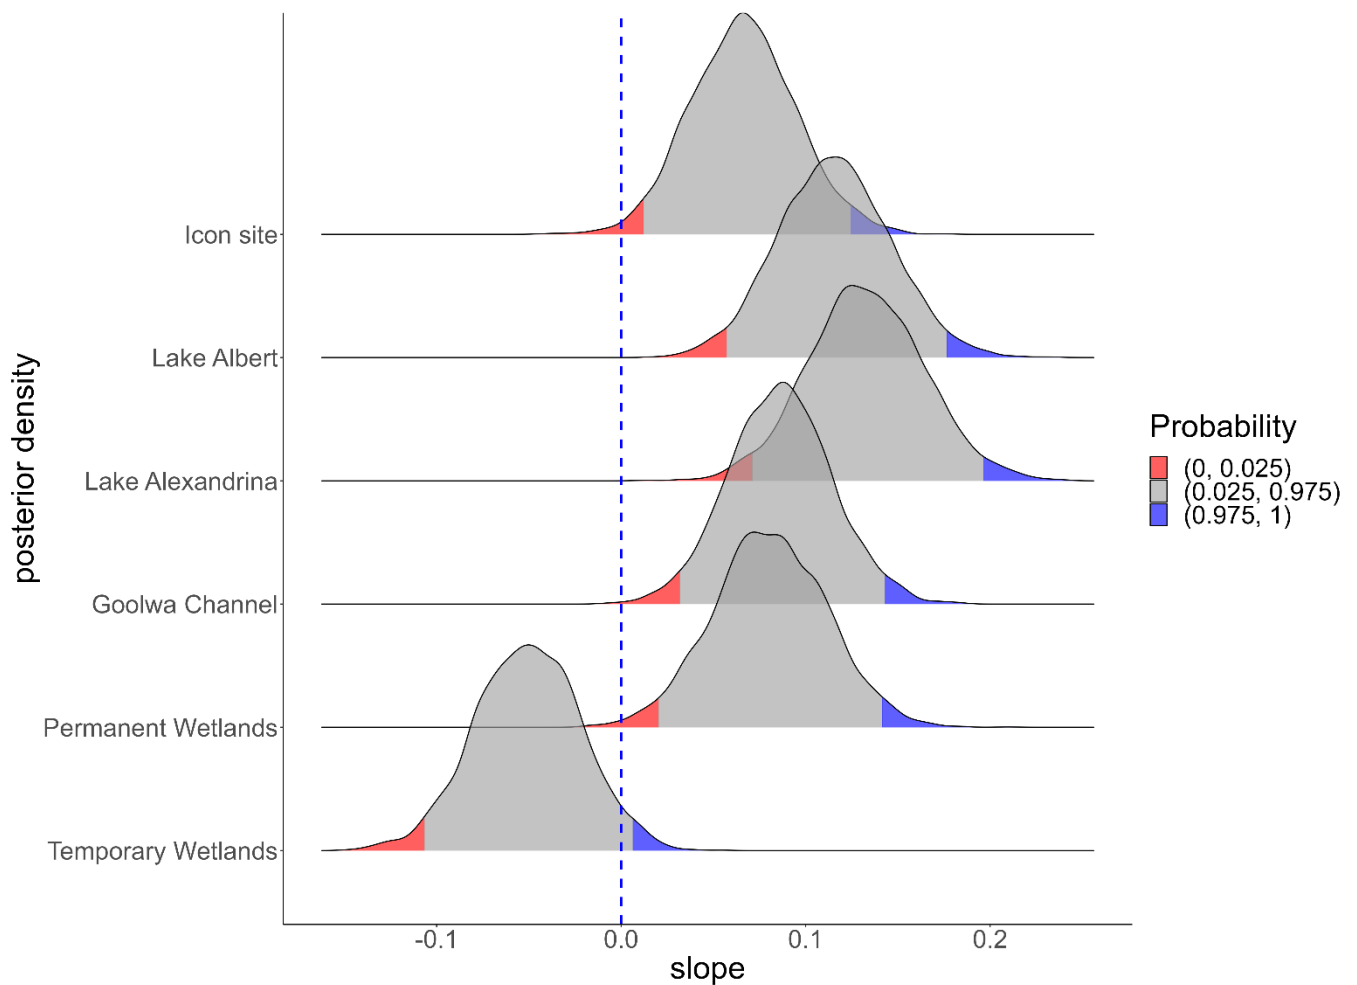 posterior density
Icon site
Lake Albert
Lake Alexandrina
Goolwa Channel
Permanent Wetlands
Temporary Wetlands
-0.1 0.0 0.1 0.2
slope
Probability
(0, 0.025)
(0.025, 0.975)
(0.975, 1)